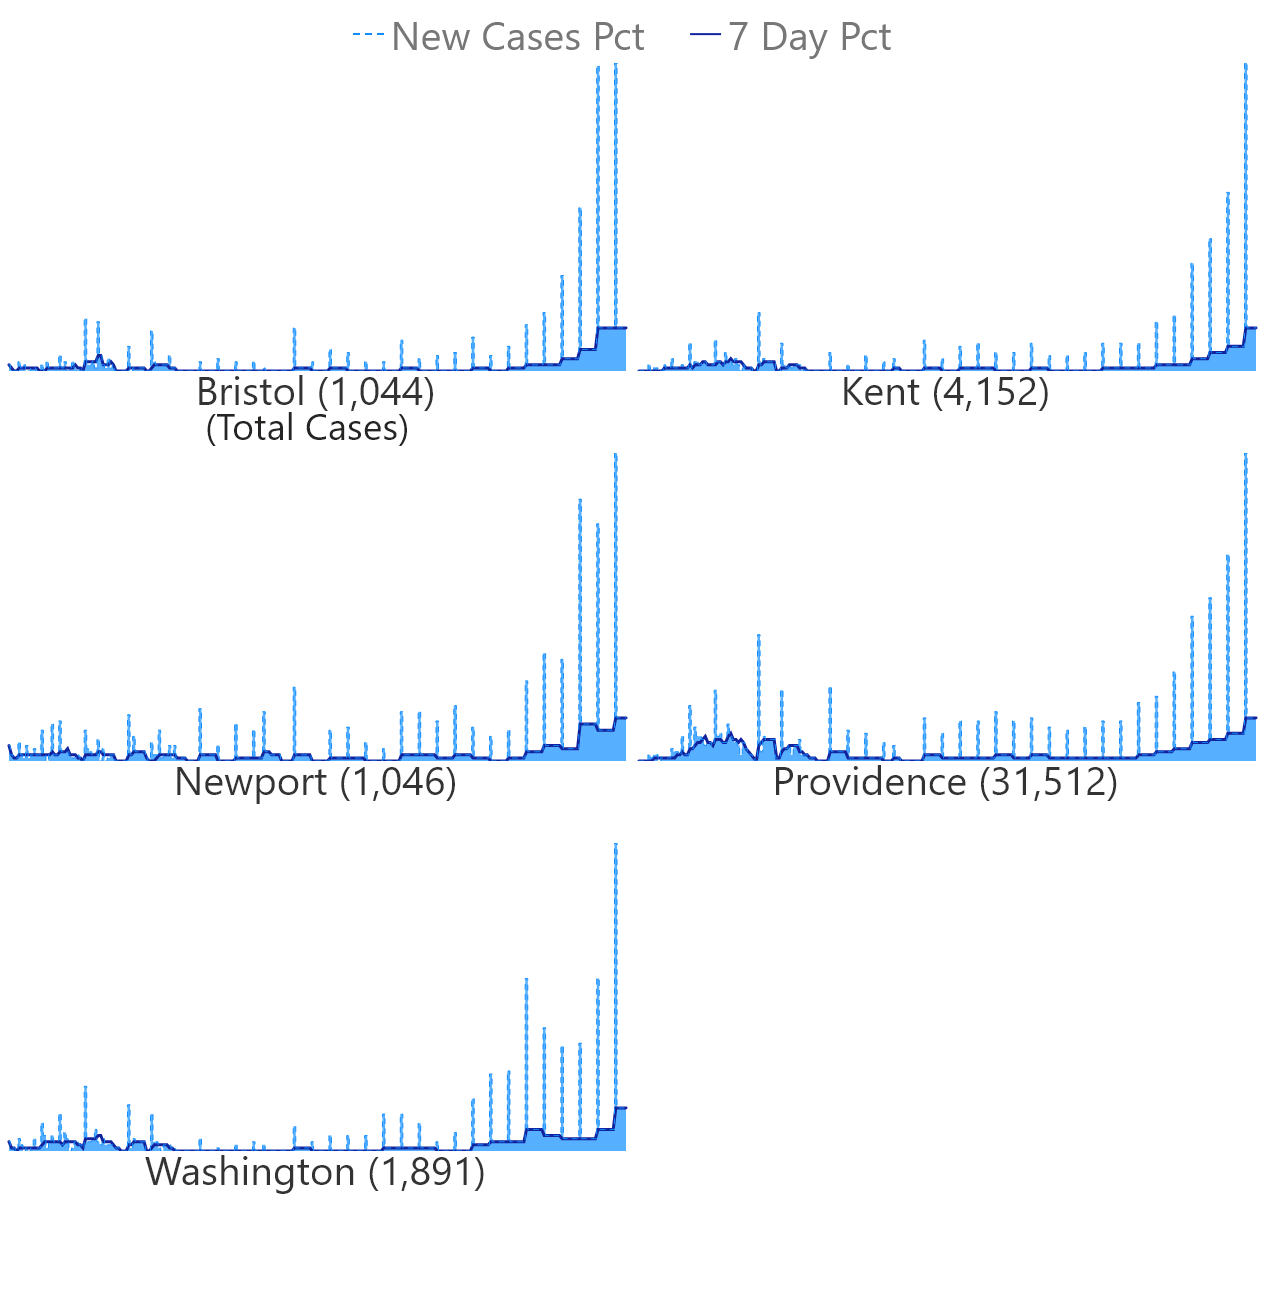 New Cases Pct 7 Day Pct
Bristol (1,044)
(Total Cases)
Kent (4,152)
Newport (1,046)
Providence (31,512)
Washington (1,891)